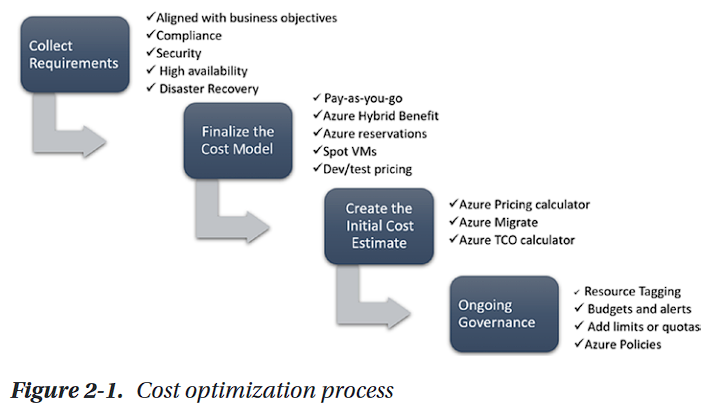 Collect
Requirements
✓Aligned with business objectives
✓Compliance
✓Security
✓ High availability
✓ Disaster Recovery
Finalize the
Cost Model
✓ Pay-as-you-go
✓Azure Hybrid Benefit
✓Azure reservations
✓Spot VMs
✓Dev/test pricing
Create the
Initial Cost
Estimate
✓Azure Pricing calculator
✓Azure Migrate
✓Azure TCO calculator
Ongoing
Governance
✓ Resource Tagging
✓ Budgets and alerts
✓ Add limits or quotas
✓Azure Policies
Figure 2-1. Cost optimization process